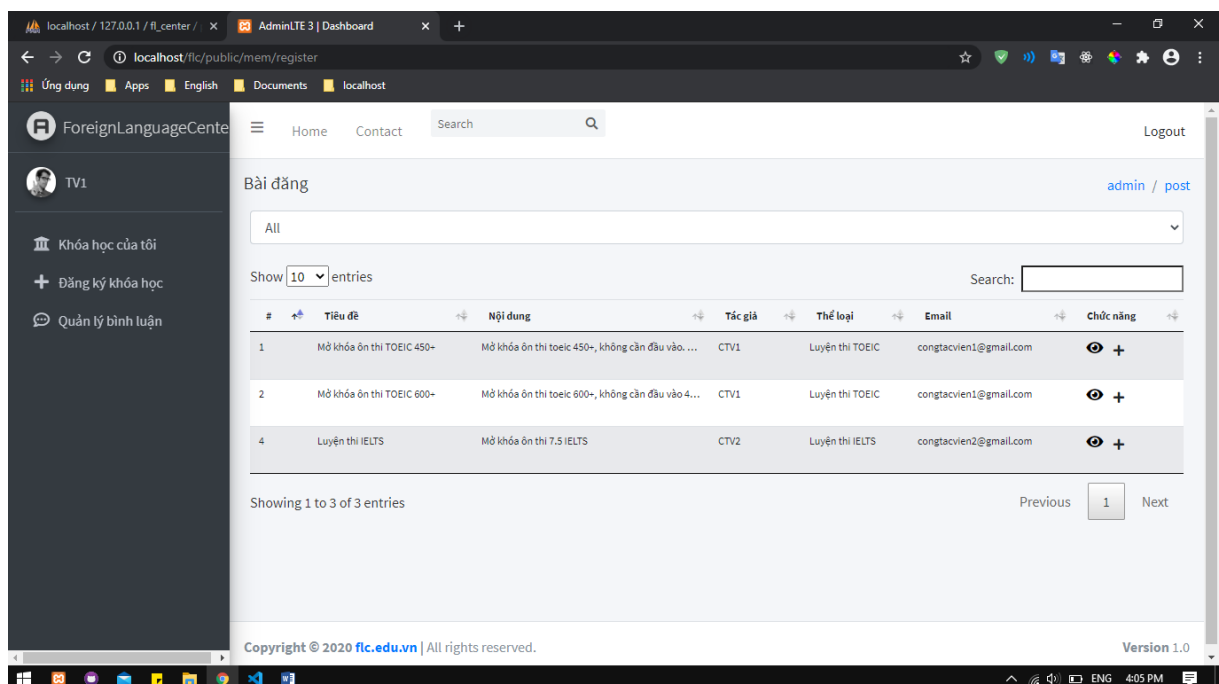 localhost / 127.0.0.1 / fl_center /
AdminLTE 3 | Dashboard
localhost/flc/public/mem/register
Ứng dụng Apps English Documents localhost
ForeignLanguageCente
Home Contact Search Logout
TV1
Bài đăng
admin / post
All
Khóa học của tôi
Đăng ký khóa học
Quản lý bình luận
Show 10 entries
Search:
# Tiêu đề Nội dung Tác giả Thể loại Email Chức năng
1 Mở khóa ôn thi TOEIC 450+ Mở khóa ôn thi toeic 450+, không cần đầu vào. ... CTV1 Luyện thi TOEIC congtacvien1@gmail.com
2 Mở khóa ôn thi TOEIC 600+ Mở khóa ôn thi toeic 600+, không cần đầu vào 4... CTV1 Luyện thi TOEIC congtacvien1@gmail.com
4 Luyện thi IELTS Mở khóa ôn thi 7.5 IELTS CTV2 Luyện thi IELTS congtacvien2@gmail.com
Showing 1 to 3 of 3 entries
Previous 1 Next
Copyright © 2020 flc.edu.vn | All rights reserved.
Version 1.0
ENG 4:05 PM